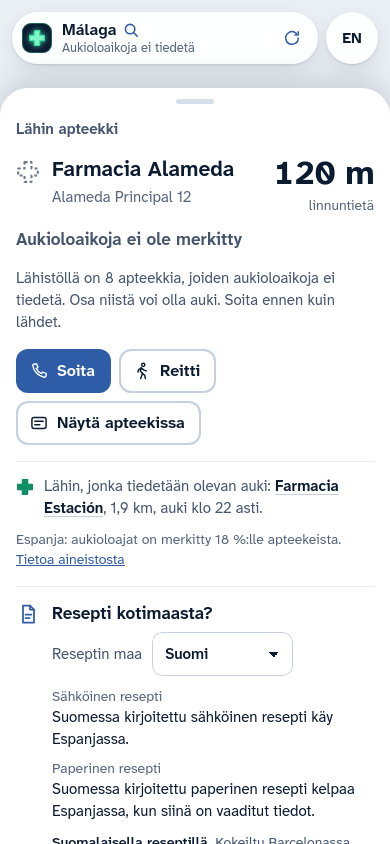 Málaga
Aukioloaikoja ei tiedetä
EN
Lähin apteekki
Farmacia Alameda
120 m
Alameda Principal 12
linnuntietä
Aukioloaikoja ei ole merkitty
Lähistöllä on 8 apteekkia, joiden aukioloaikoja ei
tiedetä. Osa niistä voi olla auki. Soita ennen kuin
lähdet.
Soita
Reitti
Näytä apteekissa
Lähin, jonka tiedetään olevan auki: Farmacia
Estación, 1,9 km, auki klo 22 asti.
Espanja: aukioloajat on merkitty 18 %:lle apteekeista.
Tietoa aineistosta
Resepti kotimaasta?
Reseptin maa
Suomi
Sähköinen resepti
Suomessa kirjoitettu sähköinen resepti käy
Espanjassa.
Paperinen resepti
Suomessa kirjoitettu paperinen resepti kelpaa
Espanjassa, kun siinä on vaaditut tiedot.
Suomalaisella reseptillä Kokeiltu Barcelonassa